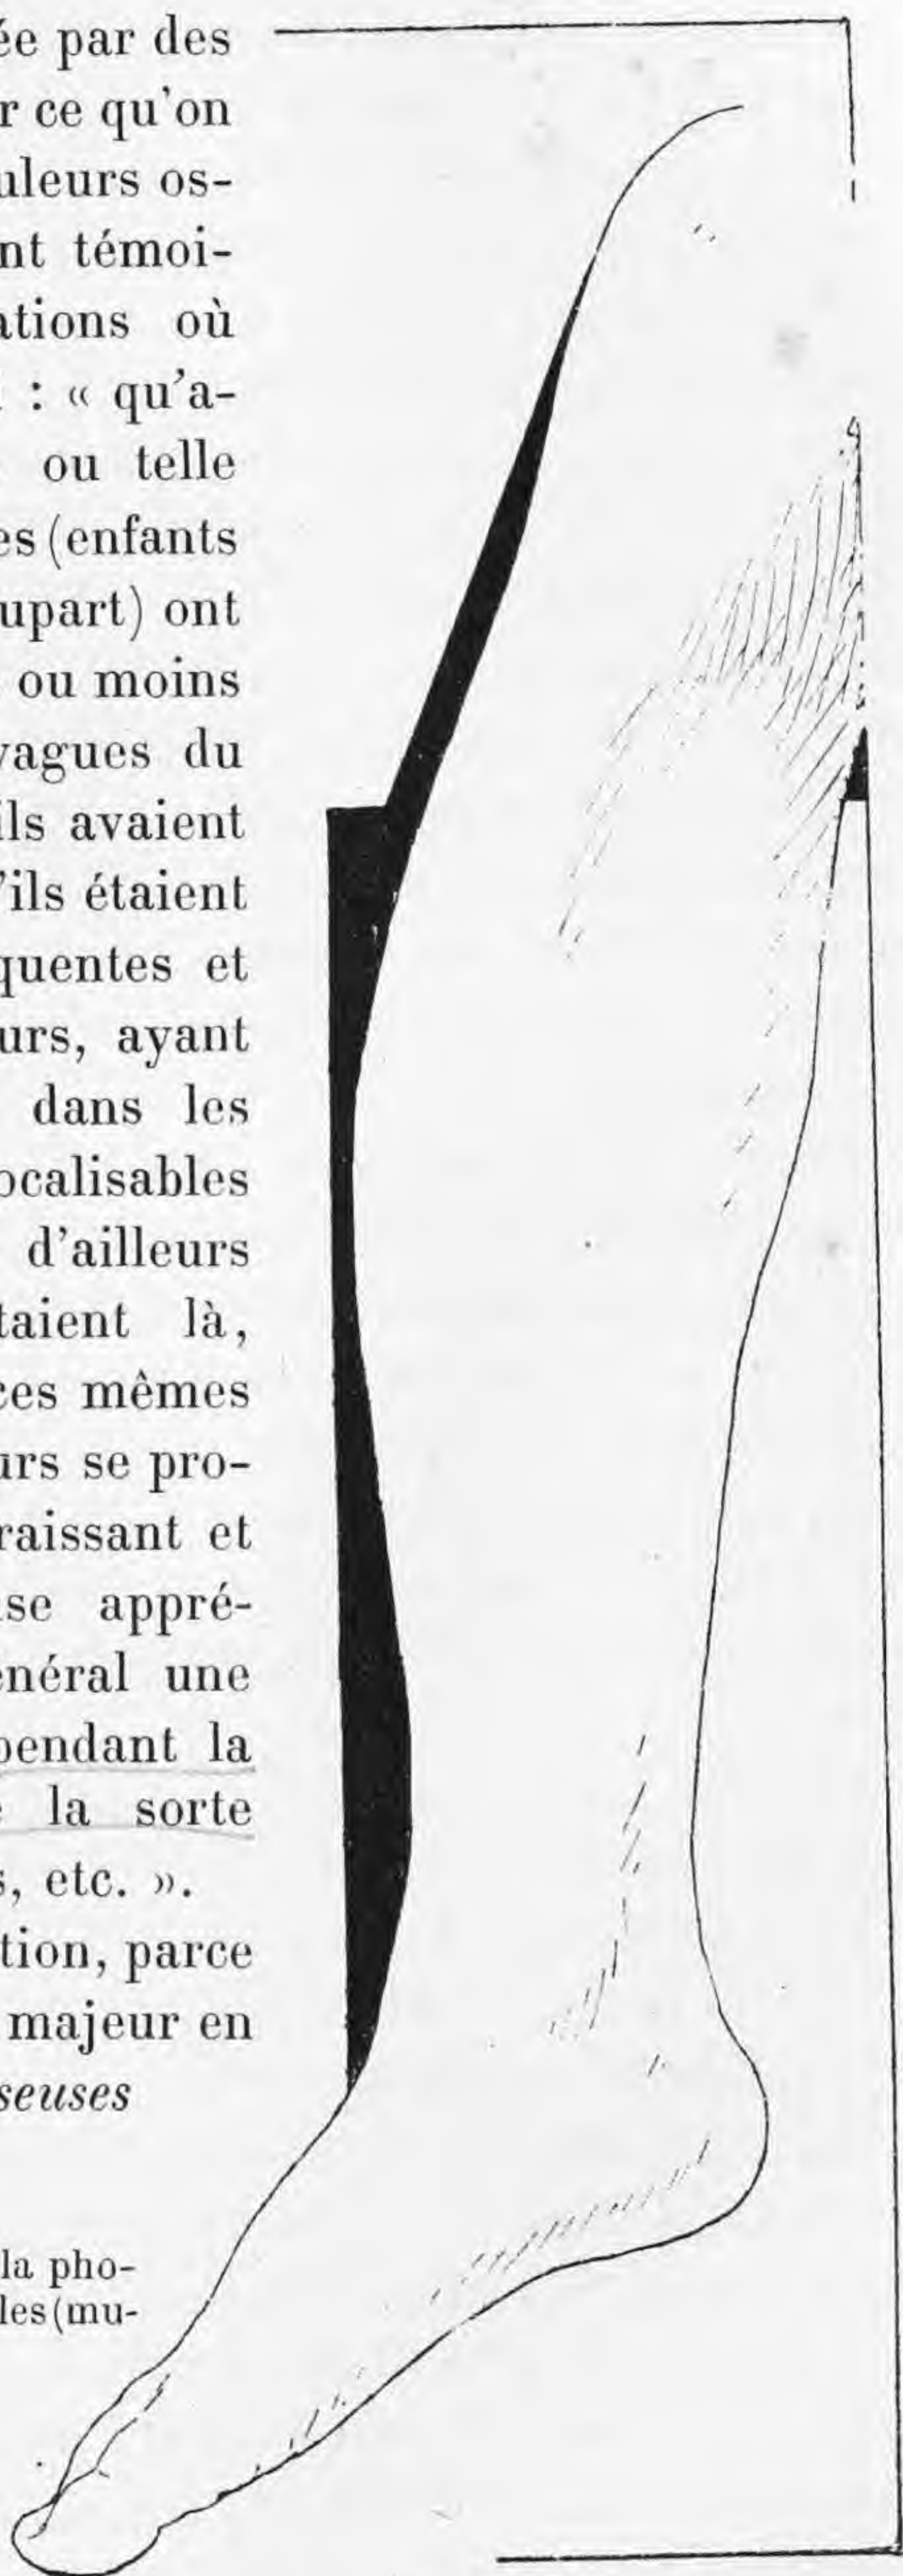 ée par des
r ce qu'on
uleurs os-
nt témoi-
ations où
: « qu'a-
ou telle
es (enfants
upart) ont
ou moins
vagues du
ils avaient
'ils étaient
quentes et
urs, ayant
dans les
ocalisables
d'ailleurs
taient là,
ces mêmes
urs se pro-
raissant et
se appré-
énéral une
pendant la
la sorte
s, etc. ».
tion, parce
majeur en
seuses
la pho-
les (mu-